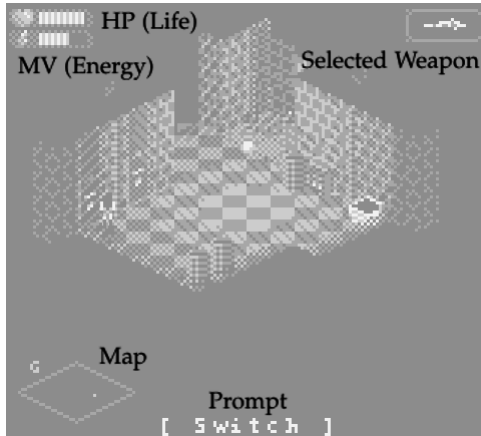 HP (Life)
MV (Energy)
Selected Weapon
Map
G
Prompt
[ Switch ]